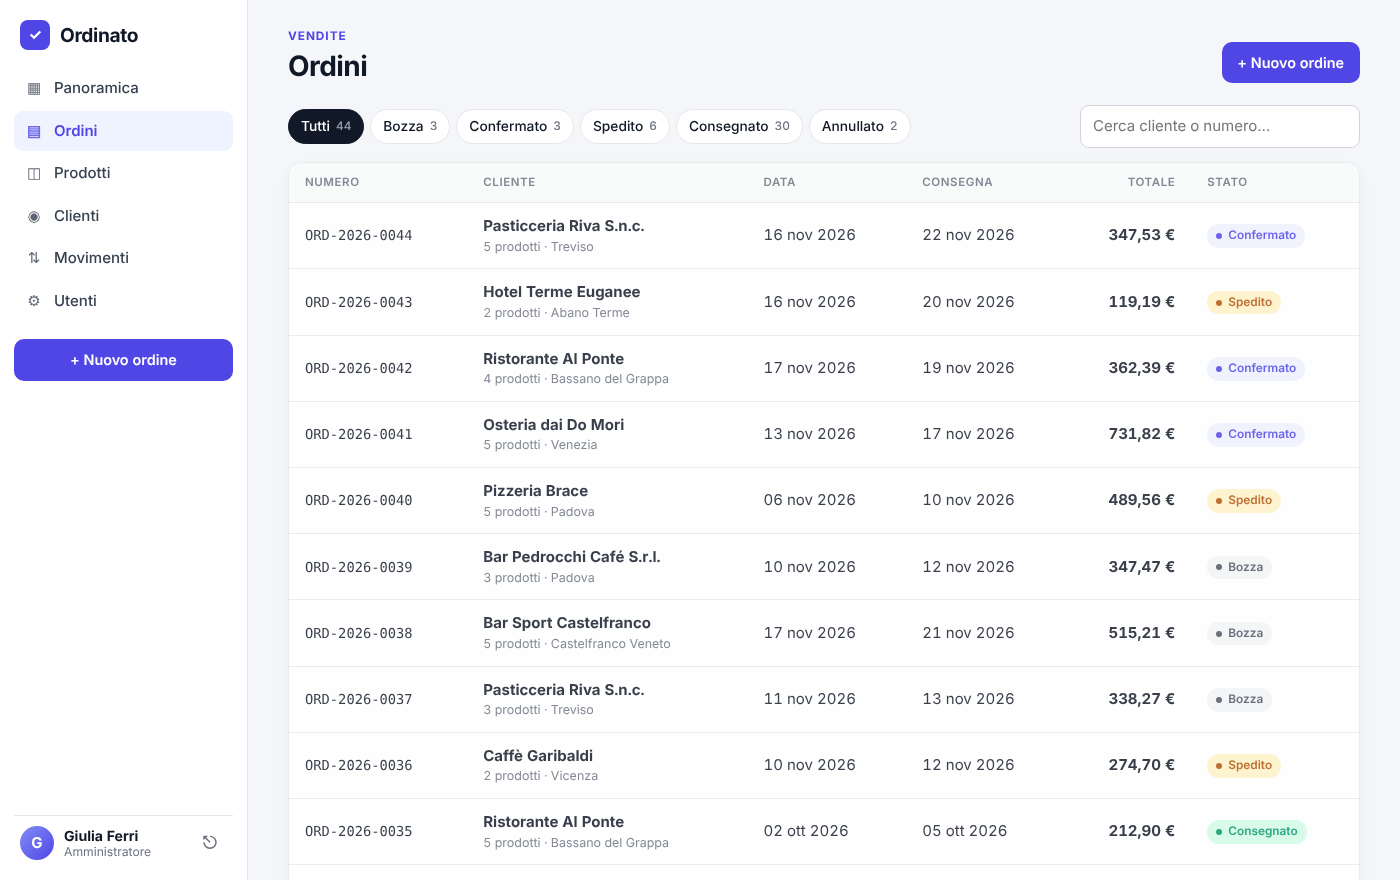 Ordinato
Panoramica
Ordini
Prodotti
Clienti
Movimenti
Utenti
+ Nuovo ordine
G
Giulia Ferri
Amministratore
VENDITE
Ordini
+ Nuovo ordine
Tutti 44 Bozza 3 Confermato 3 Spedito 6 Consegnato 30 Annullato 2
Cerca cliente o numero...
NUMERO CLIENTE DATA CONSEGNA TOTALE STATO
ORD-2026-0044 Pasticceria Riva S.n.c. 16 nov 2026 22 nov 2026 347,53 € Confermato
5 prodotti · Treviso
ORD-2026-0043 Hotel Terme Euganee 16 nov 2026 20 nov 2026 119,19 € Spedito
2 prodotti · Abano Terme
ORD-2026-0042 Ristorante Al Ponte 17 nov 2026 19 nov 2026 362,39 € Confermato
4 prodotti · Bassano del Grappa
ORD-2026-0041 Osteria dai Do Mori 13 nov 2026 17 nov 2026 731,82 € Confermato
5 prodotti · Venezia
ORD-2026-0040 Pizzeria Brace 06 nov 2026 10 nov 2026 489,56 € Spedito
5 prodotti · Padova
ORD-2026-0039 Bar Pedrocchi Café S.r.l. 10 nov 2026 12 nov 2026 347,47 € Bozza
3 prodotti · Padova
ORD-2026-0038 Bar Sport Castelfranco 17 nov 2026 21 nov 2026 515,21 € Bozza
5 prodotti · Castelfranco Veneto
ORD-2026-0037 Pasticceria Riva S.n.c. 11 nov 2026 13 nov 2026 338,27 € Bozza
3 prodotti · Treviso
ORD-2026-0036 Caffè Garibaldi 10 nov 2026 12 nov 2026 274,70 € Spedito
2 prodotti · Vicenza
ORD-2026-0035 Ristorante Al Ponte 02 ott 2026 05 ott 2026 212,90 € Consegnato
5 prodotti · Bassano del Grappa